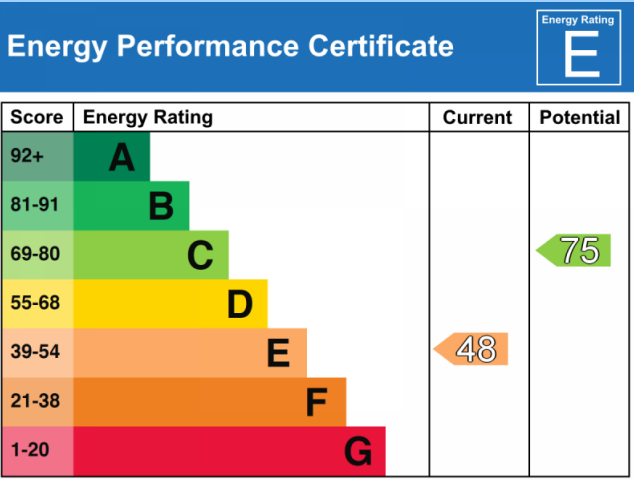 Energy Performance Certificate
Energy Rating
E
Score Energy Rating Current Potential
92+ A
81-91 B
69-80 C 75
55-68 D
39-54 E 48
21-38 F
1-20 G